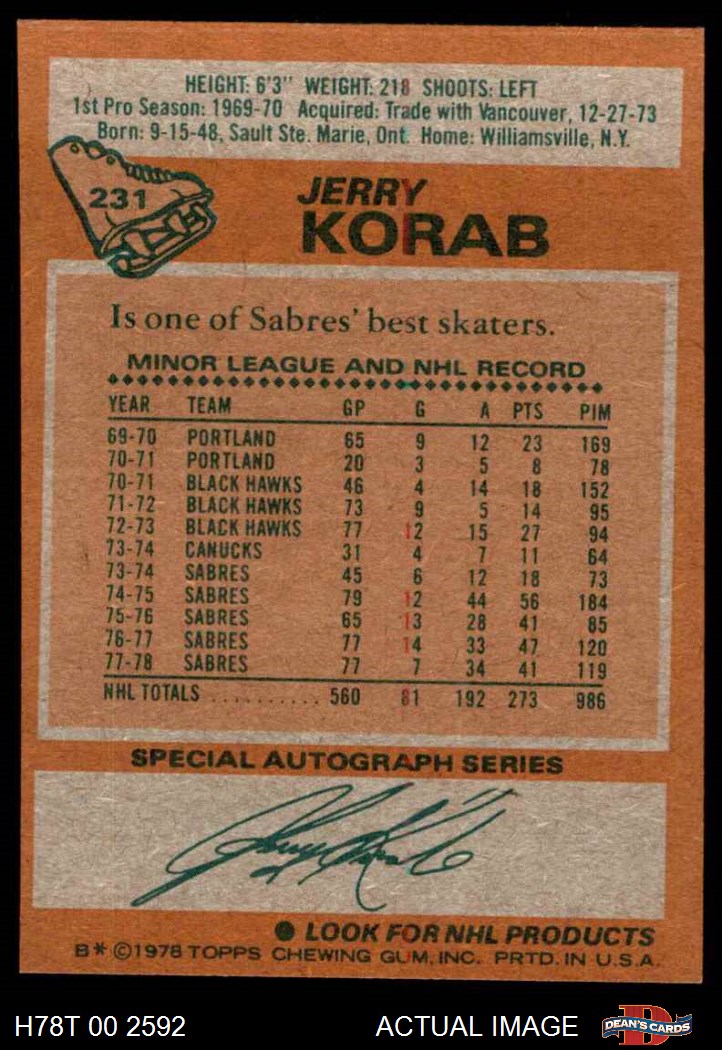 HEIGHT: 6'3" WEIGHT: 218 SHOOTS: LEFT
1st Pro Season: 1969-70 Acquired: Trade with Vancouver, 12-27-73
Born: 9-15-48, Sault Ste. Marie, Ont. Home: Williamsville, N.Y.
231
JERRY
KORAB
Is one of Sabres' best skaters.
MINOR LEAGUE AND NHL RECORD
YEAR TEAM GP G A PTS PIM
69-70 PORTLAND 65 9 12 23 169
70-71 PORTLAND 20 3 5 8 78
70-71 BLACK HAWKS 46 4 14 18 152
71-72 BLACK HAWKS 73 9 5 14 95
72-73 BLACK HAWKS 77 12 15 27 94
73-74 CANUCKS 31 4 7 11 64
73-74 SABRES 45 6 12 18 73
74-75 SABRES 79 12 44 56 184
75-76 SABRES 65 13 28 41 85
76-77 SABRES 77 14 33 47 120
77-78 SABRES 77 7 34 41 119
NHL TOTALS .......... 560 81 192 273 986
SPECIAL AUTOGRAPH SERIES
Jerry Korab
● LOOK FOR NHL PRODUCTS
B* ©1978 TOPPS CHEWING GUM, INC. PRTD. IN U.S.A.
H78T 00 2592 ACTUAL IMAGE DEAN'S CARDS